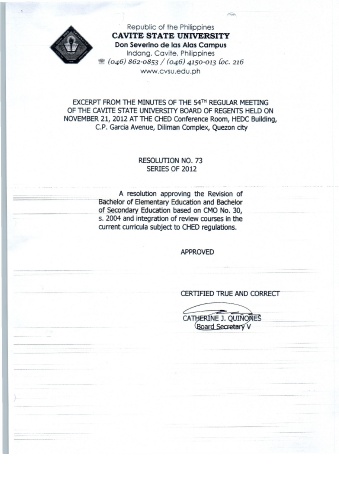 Republic of the Philippines
CAVITE STATE UNIVERSITY
Don Severino de las Alas Campus
Indang, Cavite, Philippines
☎ (046) 862-0853 / (046) 4150-013 loc. 216
www.cvsu.edu.ph
EXCERPT FROM THE MINUTES OF THE 54TH REGULAR MEETING
OF THE CAVITE STATE UNIVERSITY BOARD OF REGENTS HELD ON
NOVEMBER 21, 2012 AT THE CHED Conference Room, HEDC Building,
C.P. Garcia Avenue, Diliman Complex, Quezon city
RESOLUTION NO. 73
SERIES OF 2012
A resolution approving the Revision of
Bachelor of Elementary Education and Bachelor
of Secondary Education based on CMO No. 30,
s. 2004 and integration of review courses in the
current curricula subject to CHED regulations.
APPROVED
CERTIFIED TRUE AND CORRECT
CATHERINE J. QUIÑONES
Board Secretary V